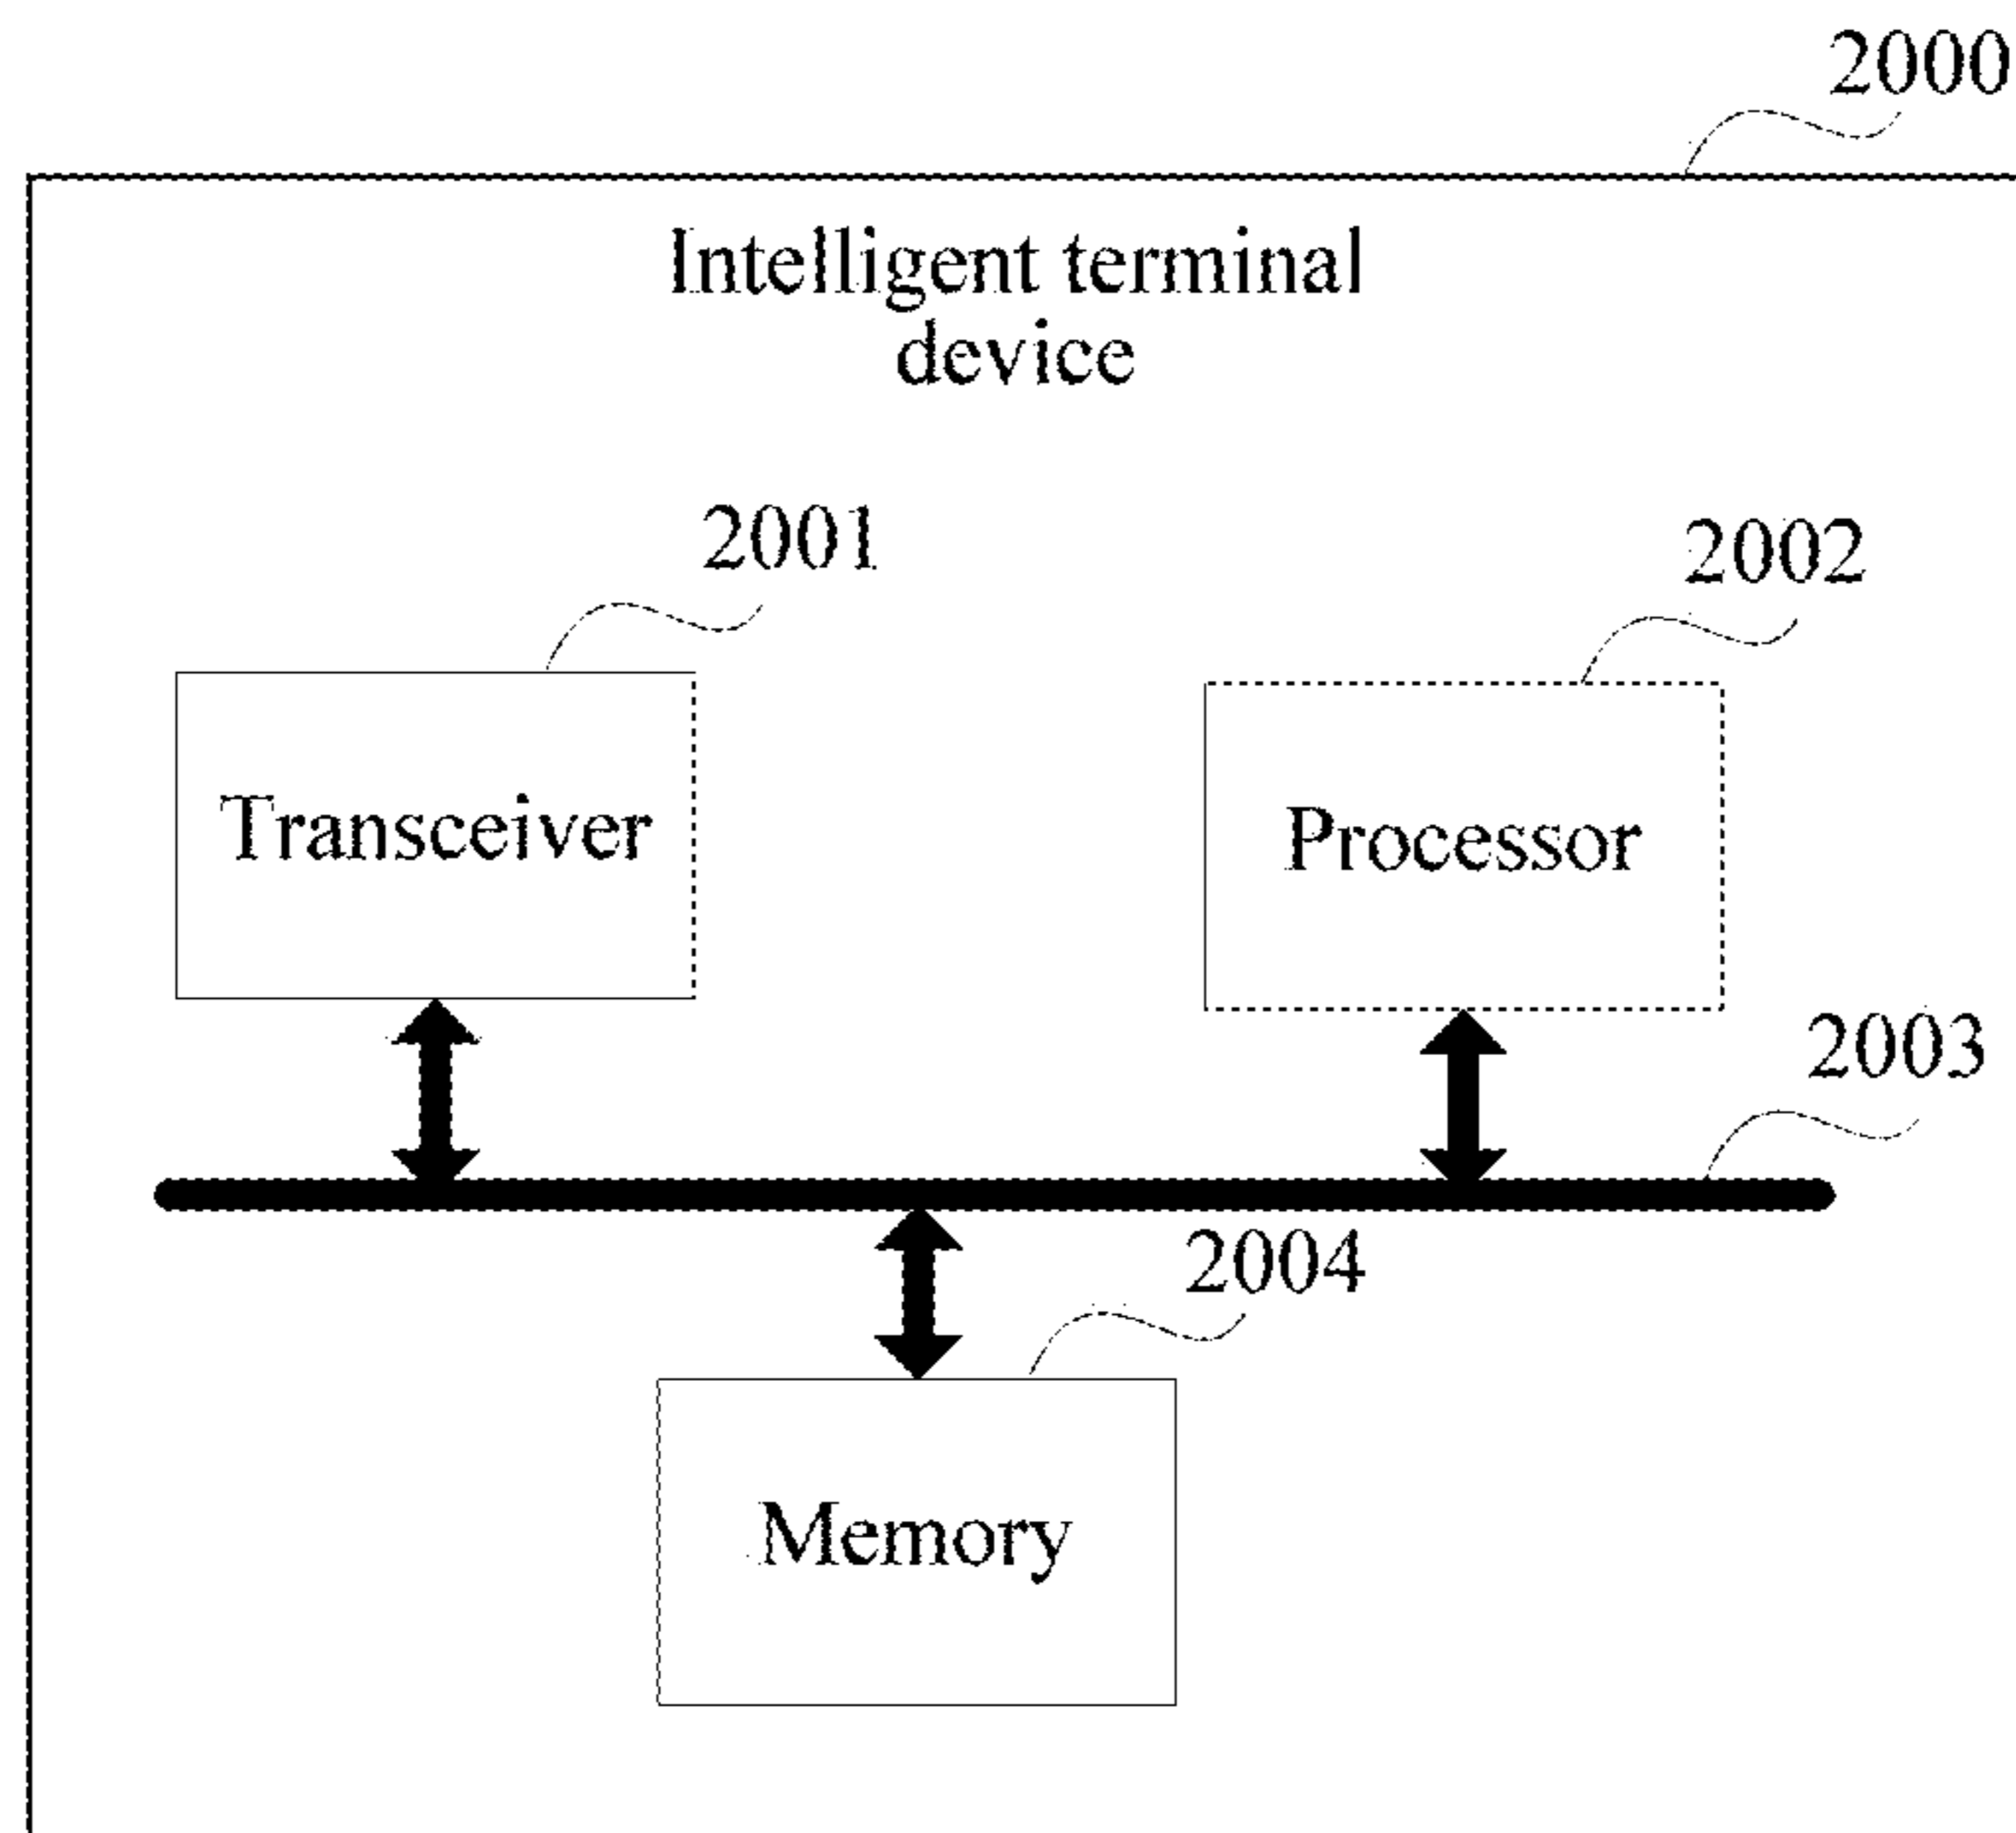 2000
Intelligent terminal
device
2001
2002
Transceiver
Processor
2003
2004
Memory